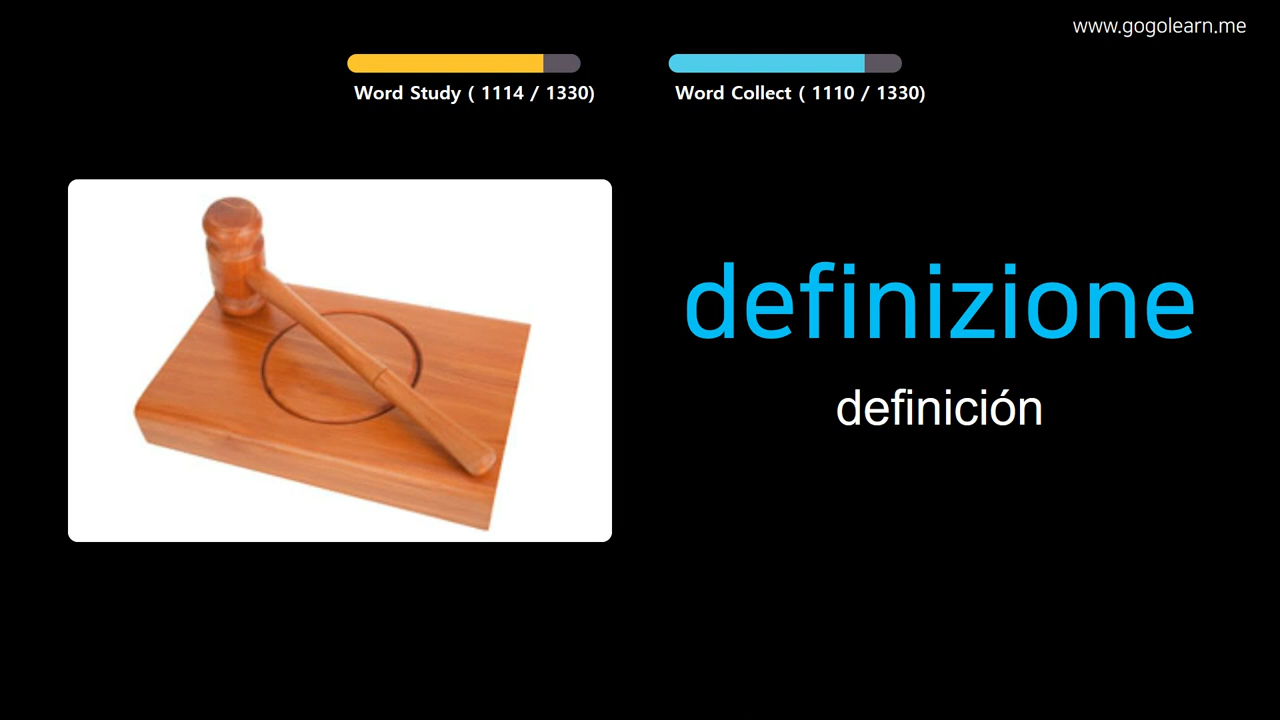 www.gogolearn.me
Word Study ( 1114 / 1330)
Word Collect ( 1110 / 1330)
definizione
definición